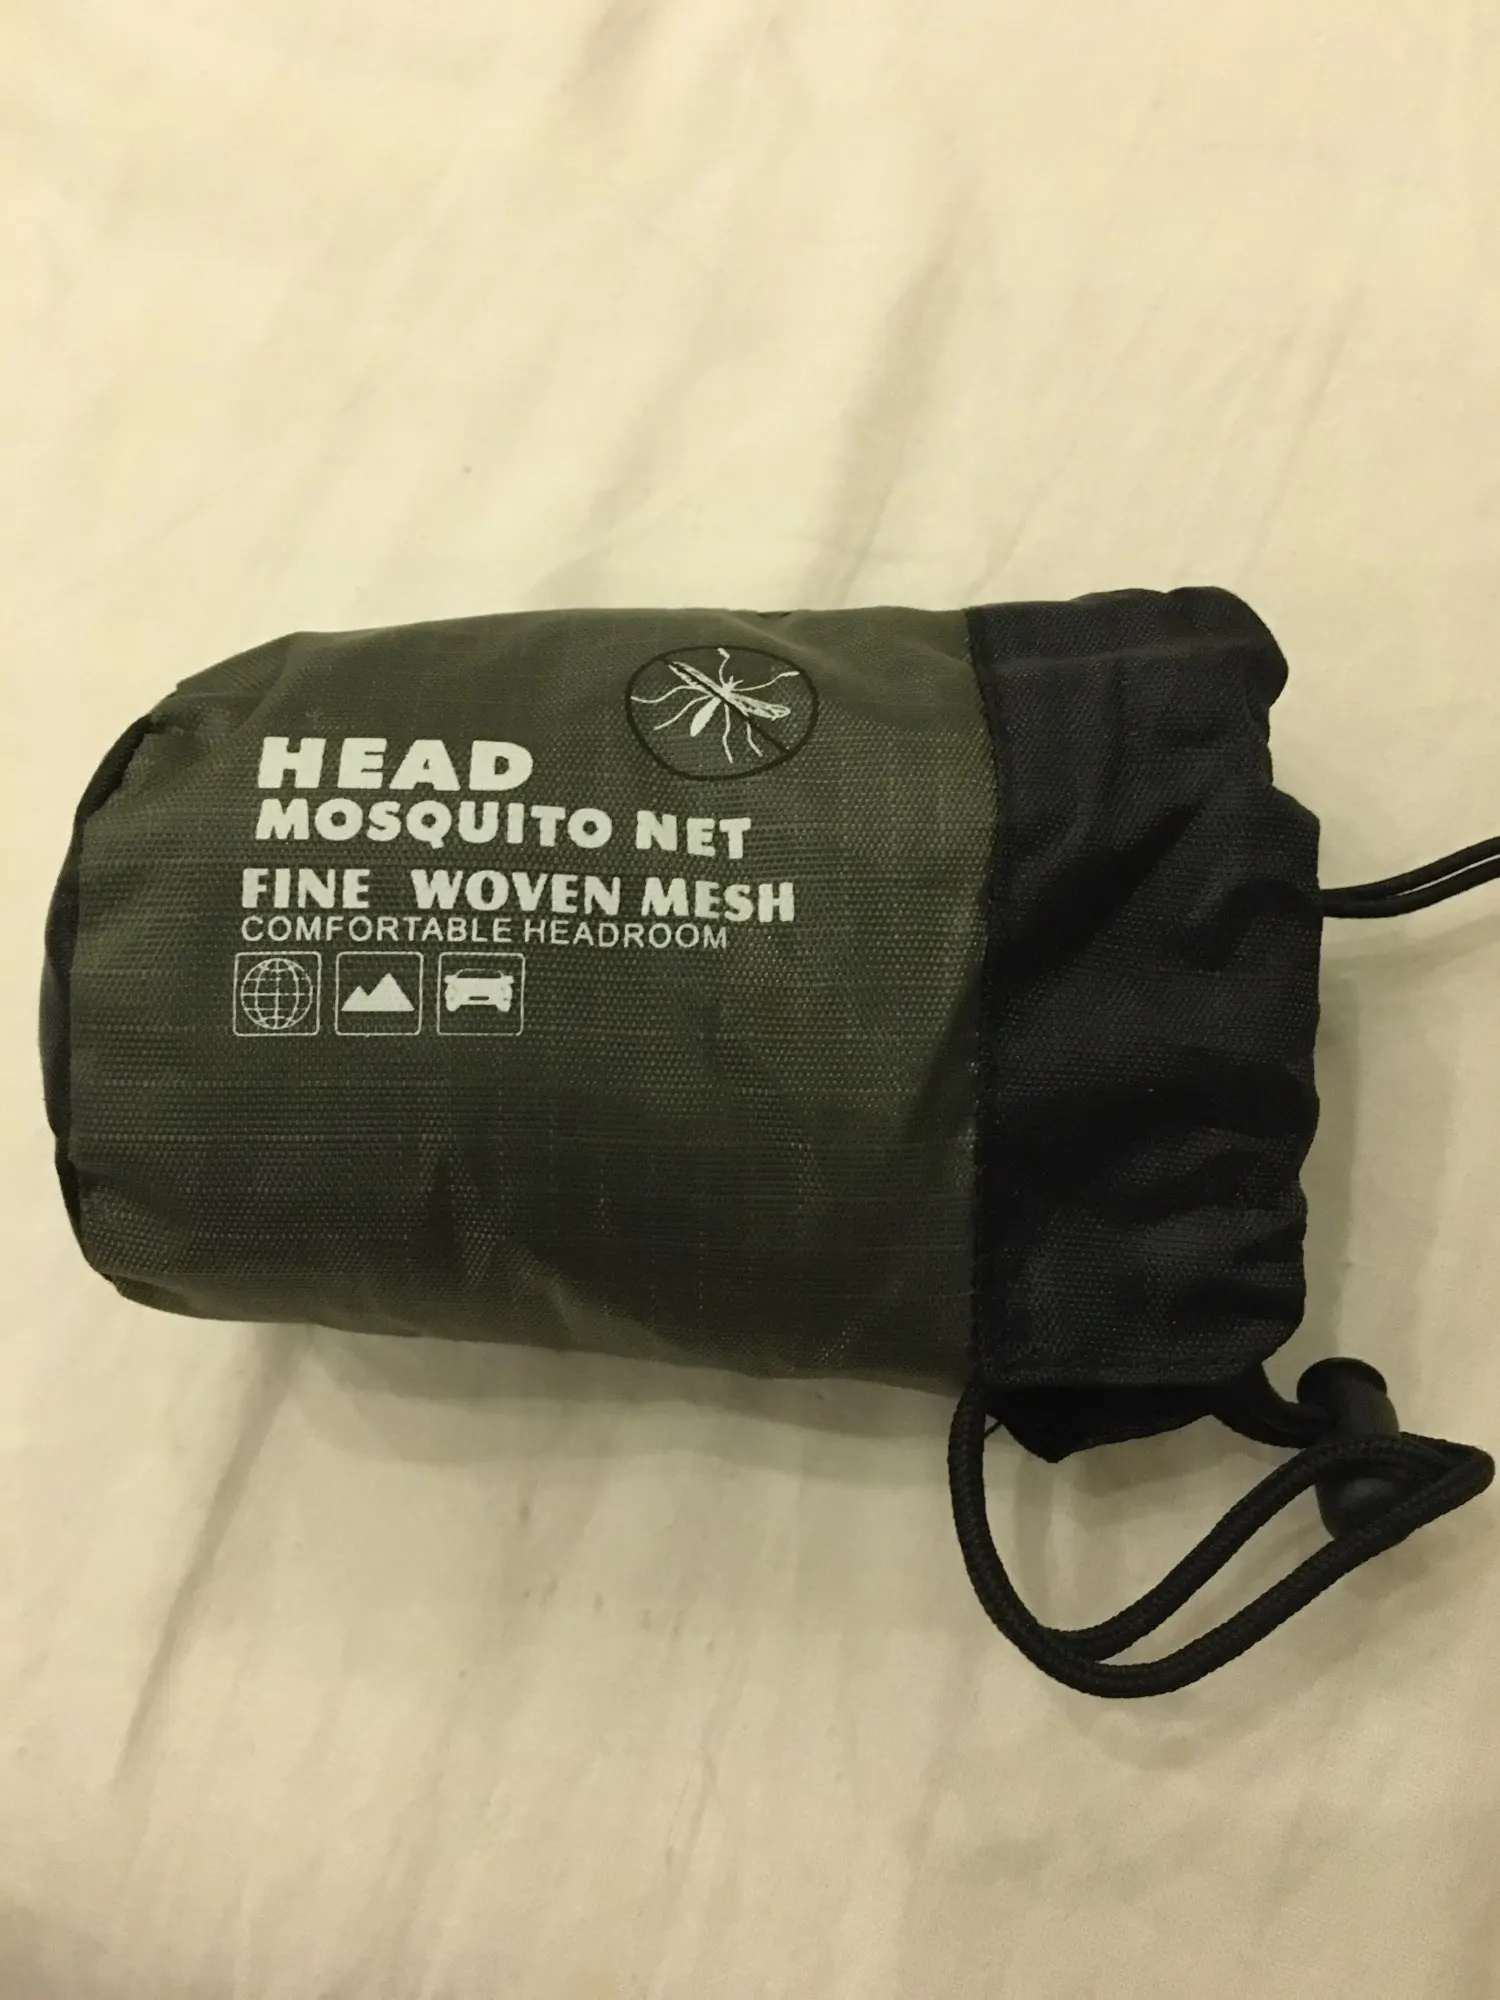 HEAD
MOSQUITO NET
FINE WOVEN MESH
COMFORTABLE HEADROOM